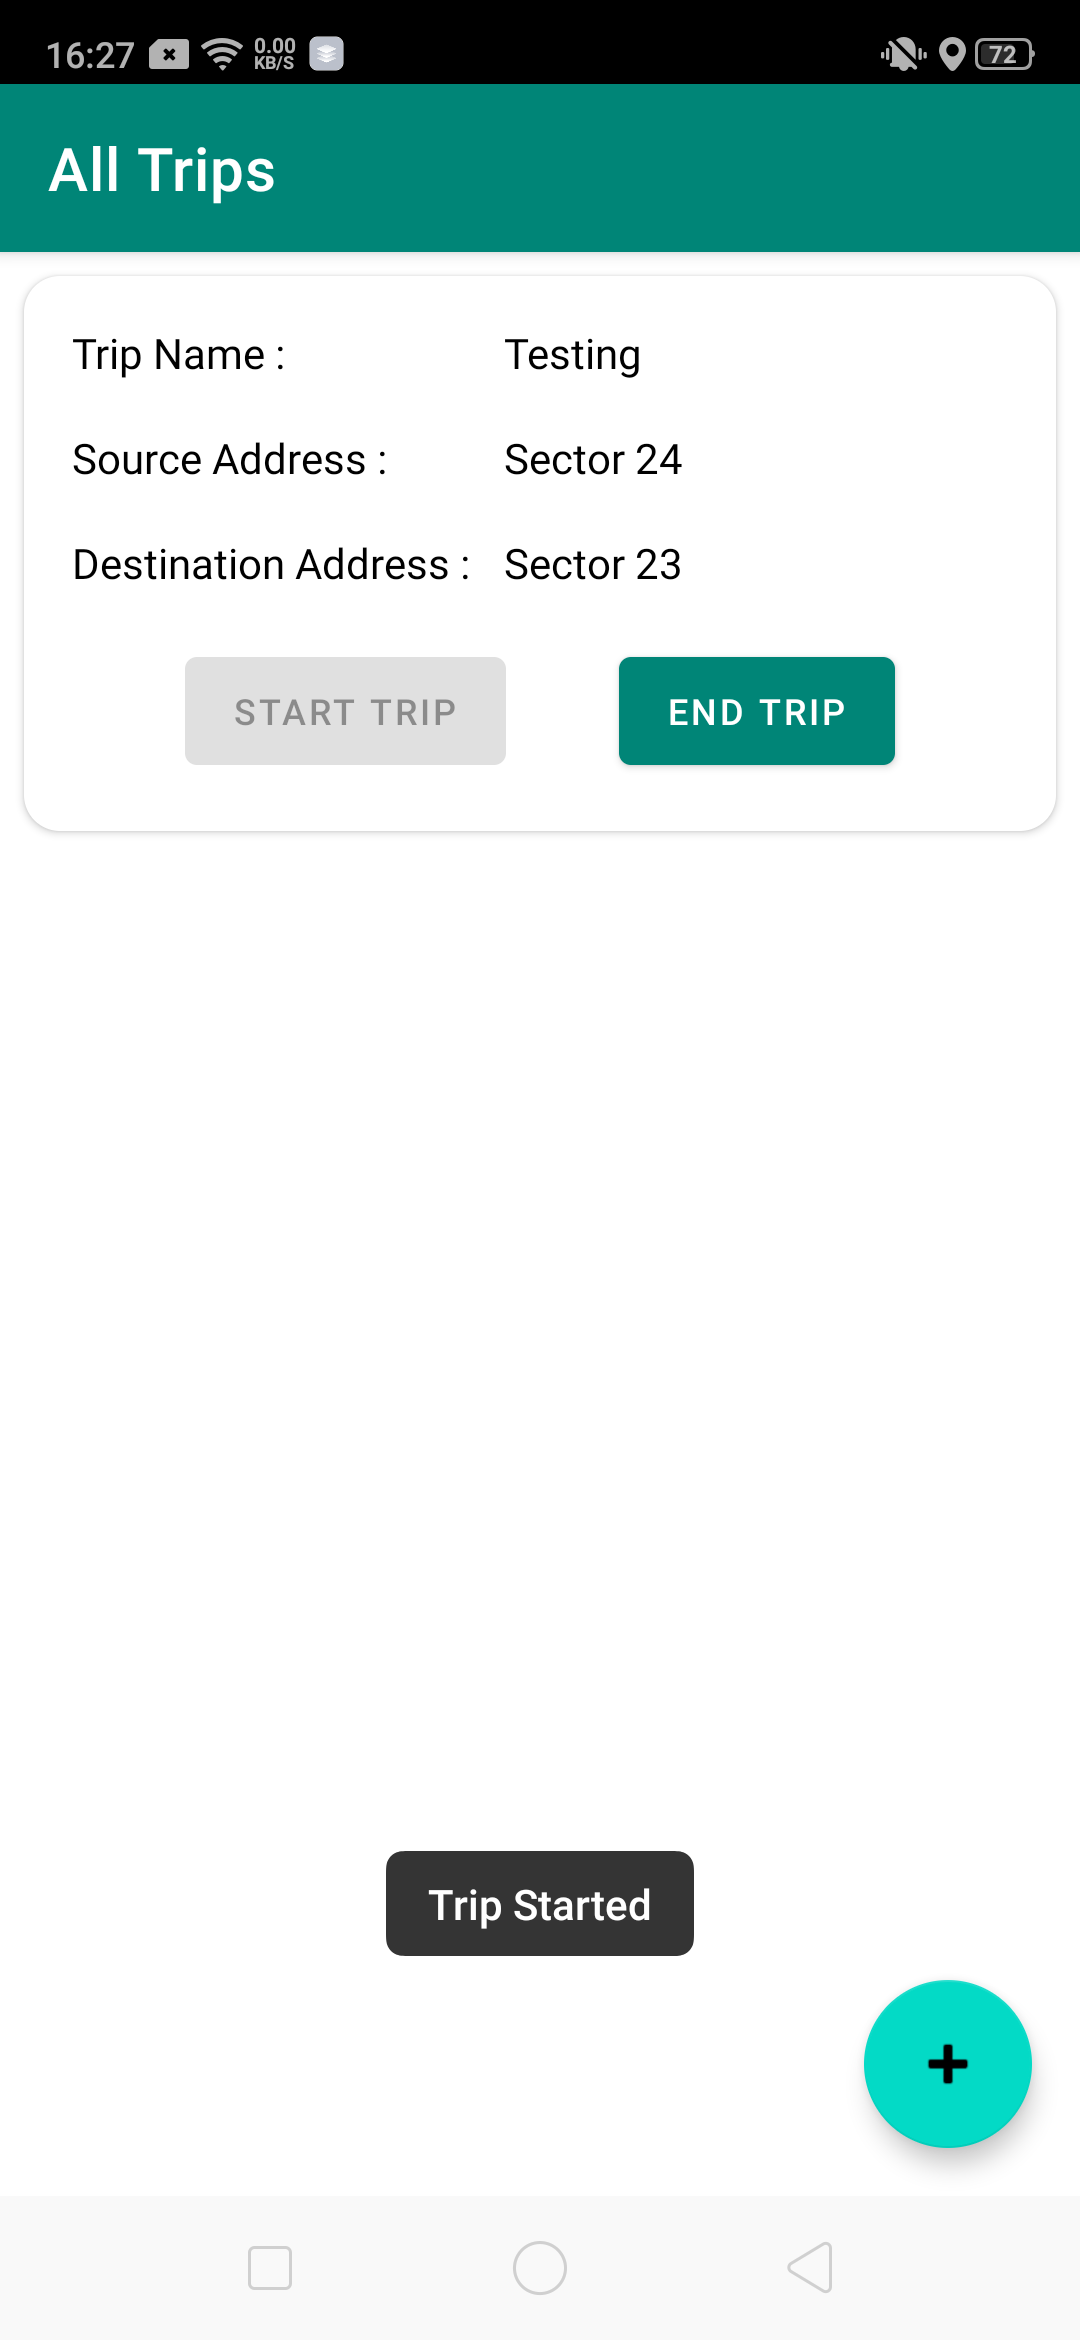 16:27 0.00 KB/S 72
All Trips
Trip Name : Testing
Source Address : Sector 24
Destination Address : Sector 23
START TRIP END TRIP
Trip Started